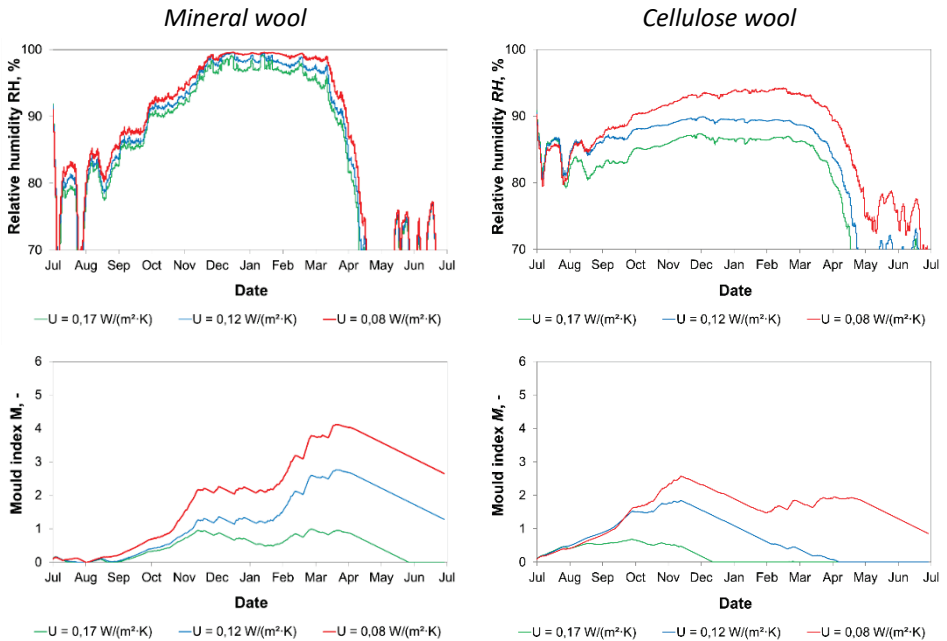 Mineral wool
Cellulose wool
Relative humidity RH, %
100
90
80
70
Jul Aug Sep Oct Nov Dec Jan Feb Mar Apr May Jun Jul
Date
U = 0,17 W/(m²·K) U = 0,12 W/(m²·K) U = 0,08 W/(m²·K)
Relative humidity RH, %
100
90
80
70
Jul Aug Sep Oct Nov Dec Jan Feb Mar Apr May Jun Jul
Date
U = 0,17 W/(m²·K) U = 0,12 W/(m²·K) U = 0,08 W/(m²·K)
Mould index M, -
6
5
4
3
2
1
0
Jul Aug Sep Oct Nov Dec Jan Feb Mar Apr May Jun Jul
Date
U = 0,17 W/(m²·K) U = 0,12 W/(m²·K) U = 0,08 W/(m²·K)
Mould index M, -
6
5
4
3
2
1
0
Jul Aug Sep Oct Nov Dec Jan Feb Mar Apr May Jun Jul
Date
U = 0,17 W/(m²·K) U = 0,12 W/(m²·K) U = 0,08 W/(m²·K)